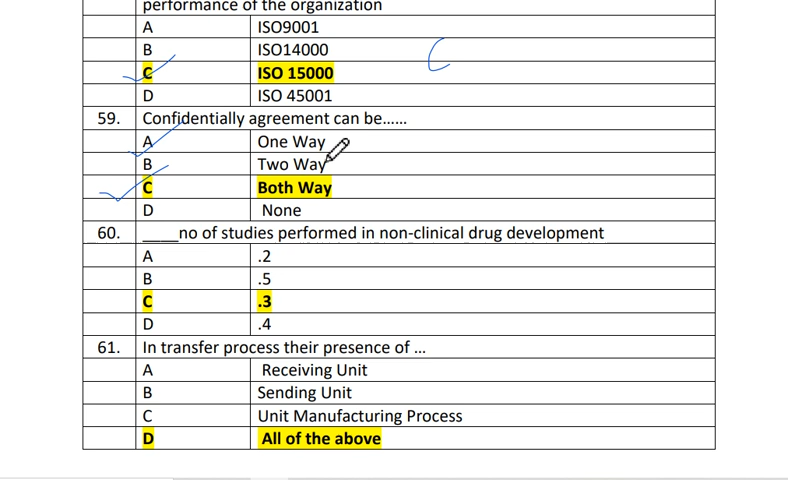 performance of the organization
A ISO9001
B ISO14000
C ISO 15000
D ISO 45001
59. Confidentially agreement can be......
A One Way
B Two Way
C Both Way
D None
60. ____no of studies performed in non-clinical drug development
A .2
B .5
C .3
D .4
61. In transfer process their presence of ...
A Receiving Unit
B Sending Unit
C Unit Manufacturing Process
D All of the above